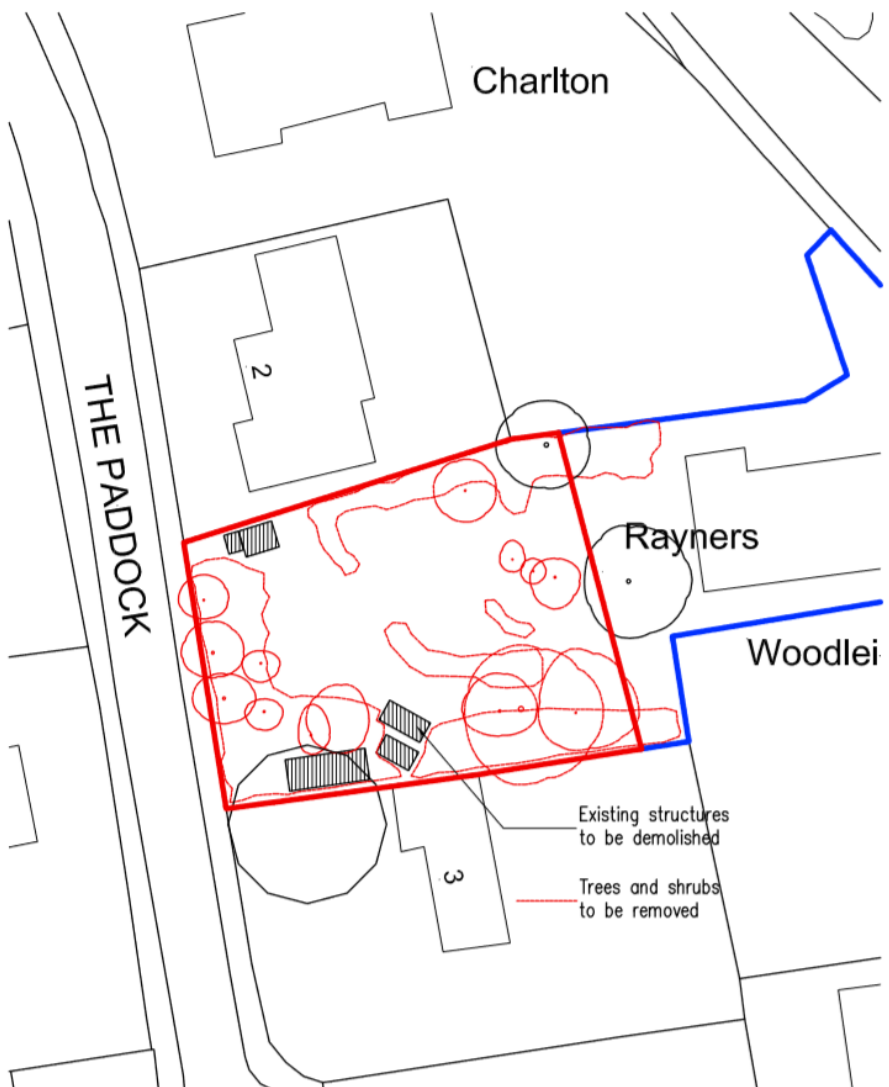 Charlton
2
THE PADDOCK
Rayners
Woodlei
Existing structures
to be demolished
3
Trees and shrubs
to be removed